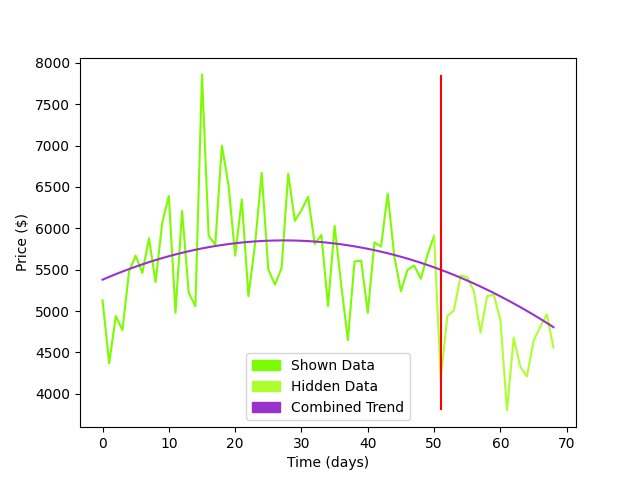 8000
7500
7000
6500
6000
5500
5000
4500
4000
Price ($)
Shown Data
Hidden Data
Combined Trend
0 10 20 30 40 50 60 70
Time (days)